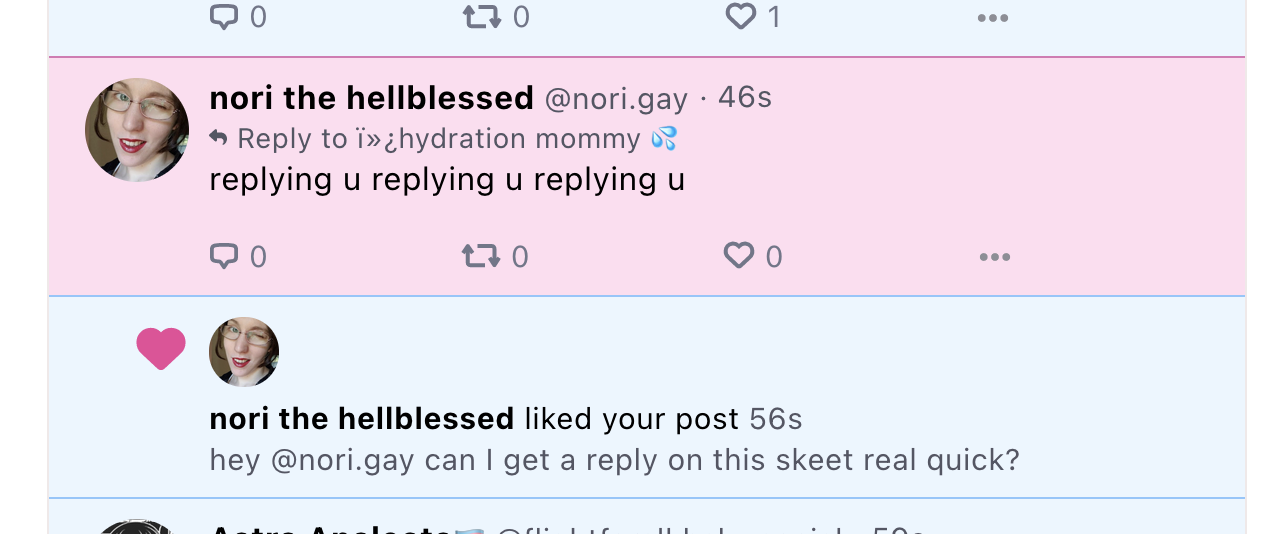 0 0 1
nori the hellblessed @nori.gay · 46s
Reply to ï»¿hydration mommy 💦
replying u replying u replying u
0 0 0
nori the hellblessed liked your post 56s
hey @nori.gay can I get a reply on this skeet real quick?